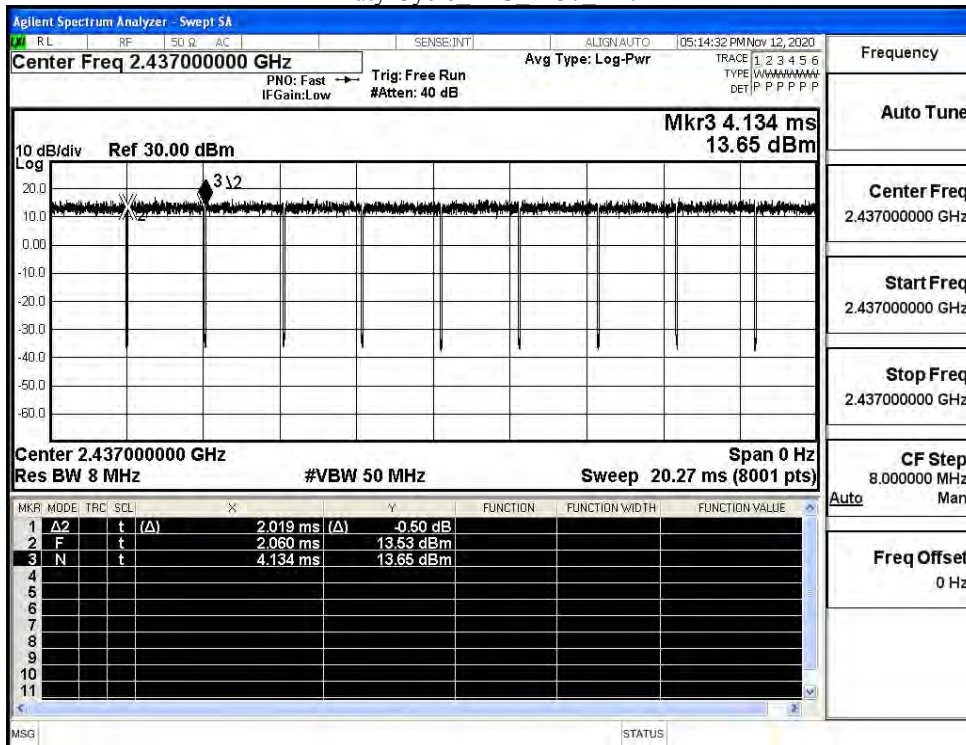 Agilent Spectrum Analyzer - Swept SA
RL RF 50 Ω AC SENSE:INT ALIGNAUTO 05:14:32 PM Nov 12, 2020
Center Freq 2.437000000 GHz
PNO: Fast
IFGain:Low
Trig: Free Run
#Atten: 40 dB
Avg Type: Log-Pwr
TRACE 1 2 3 4 5 6
TYPE WWWWWW
DET P P P P P P
Mkr3 4.134 ms
13.65 dBm
10 dB/div Ref 30.00 dBm
Log
3 Δ2
20.0
2
10.0
0.00
-10.0
-20.0
-30.0
-40.0
-50.0
-60.0
Center 2.437000000 GHz Span 0 Hz
Res BW 8 MHz #VBW 50 MHz Sweep 20.27 ms (8001 pts)
MKR MODE TRC SCL X Y FUNCTION FUNCTION WIDTH FUNCTION VALUE
1 Δ2 t (Δ) 2.019 ms (Δ) -0.50 dB
2 F t 2.060 ms 13.53 dBm
3 N t 4.134 ms 13.65 dBm
4
5
6
7
8
9
10
11
MSG STATUS
Frequency
Auto Tune
Center Freq
2.437000000 GHz
Start Freq
2.437000000 GHz
Stop Freq
2.437000000 GHz
CF Step
8.000000 MHz
Auto Man
Freq Offset
0 Hz